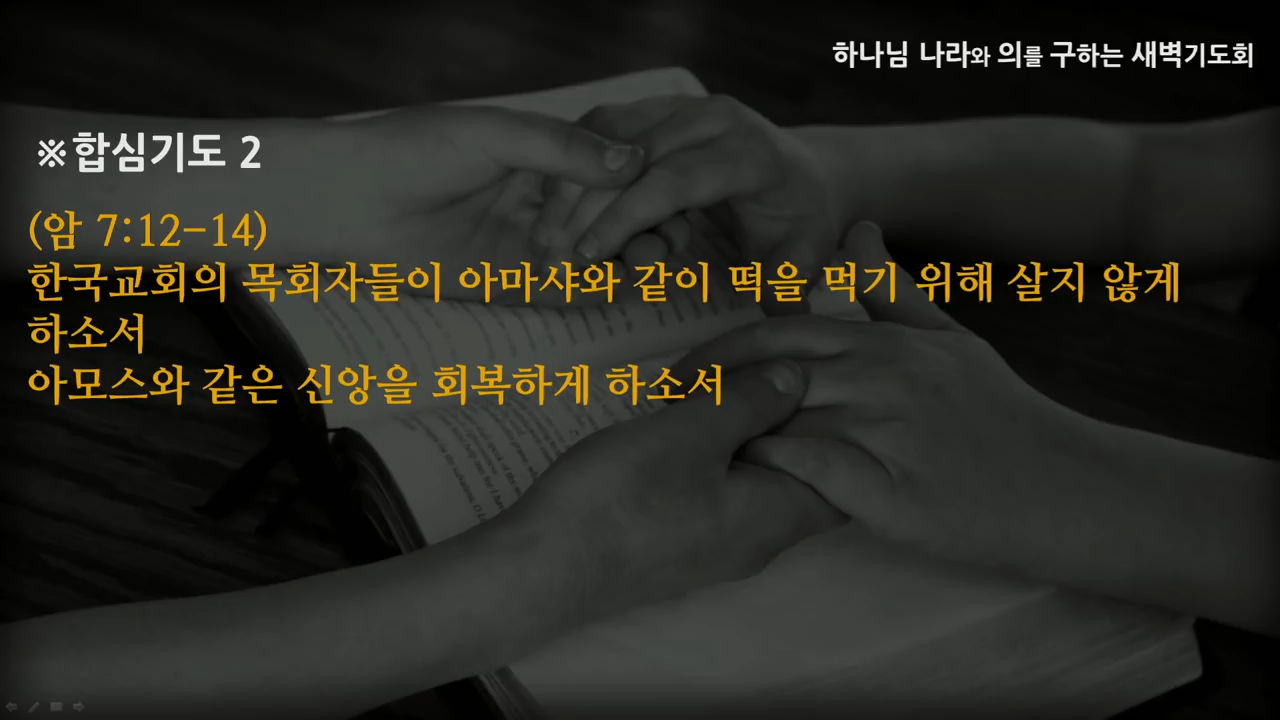 하나님 나라와 의를 구하는 새벽기도회
※합심기도 2
(암 7:12-14)
한국교회의 목회자들이 아마샤와 같이 떡을 먹기 위해 살지 않게
하소서
아모스와 같은 신앙을 회복하게 하소서